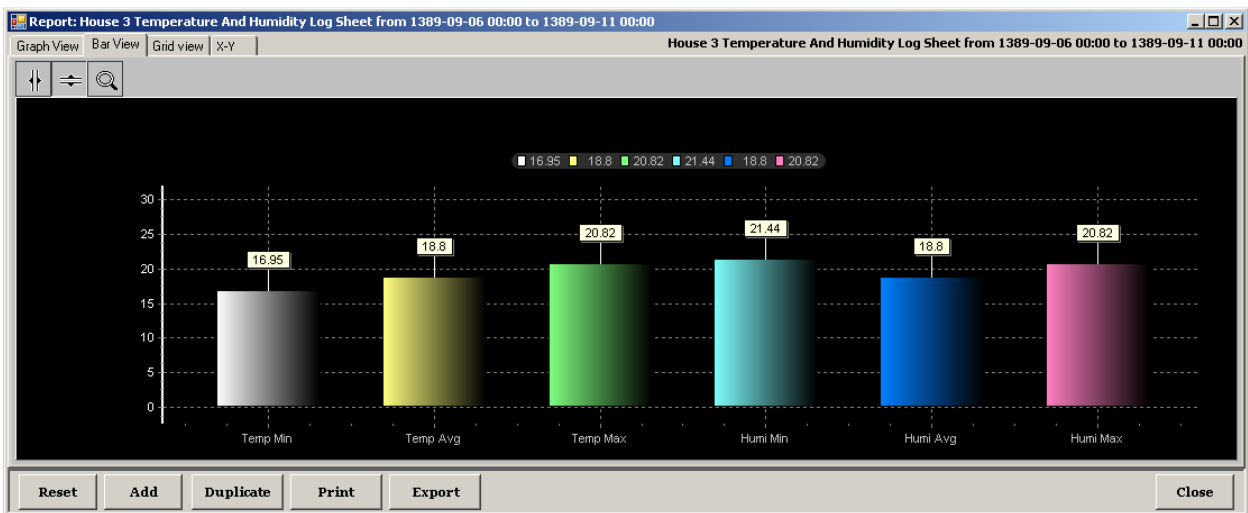 Report: House 3 Temperature And Humidity Log Sheet from 1389-09-06 00:00 to 1389-09-11 00:00
Graph View Bar View Grid view X-Y House 3 Temperature And Humidity Log Sheet from 1389-09-06 00:00 to 1389-09-11 00:00
16.95 18.8 20.82 21.44 18.8 20.82
30
25
20
15
10
5
0
16.95
18.8
20.82
21.44
18.8
20.82
Temp Min Temp Avg Temp Max Humi Min Humi Avg Humi Max
Reset Add Duplicate Print Export Close